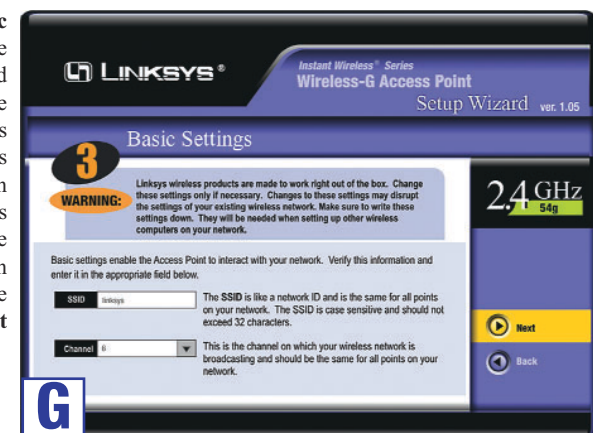 c
e
d
e
s
s
n
s
e
n
e
t
LINKSYS®
Instant Wireless® Series
Wireless-G Access Point
Setup Wizard ver. 1.05
Basic Settings
3
WARNING:
Linksys wireless products are made to work right out of the box. Change
these settings only if necessary. Changes to these settings may disrupt
the settings of your existing wireless network. Make sure to write these
settings down. They will be needed when setting up other wireless
computers on your network.
2.4 GHz
54g
Basic settings enable the Access Point to interact with your network. Verify this information and
enter it in the appropriate field below.
SSID linksys
The SSID is like a network ID and is the same for all points
on your network. The SSID is case sensitive and should not
exceed 32 characters.
Channel 6
This is the channel on which your wireless network is
broadcasting and should be the same for all points on your
network.
Next
Back
G